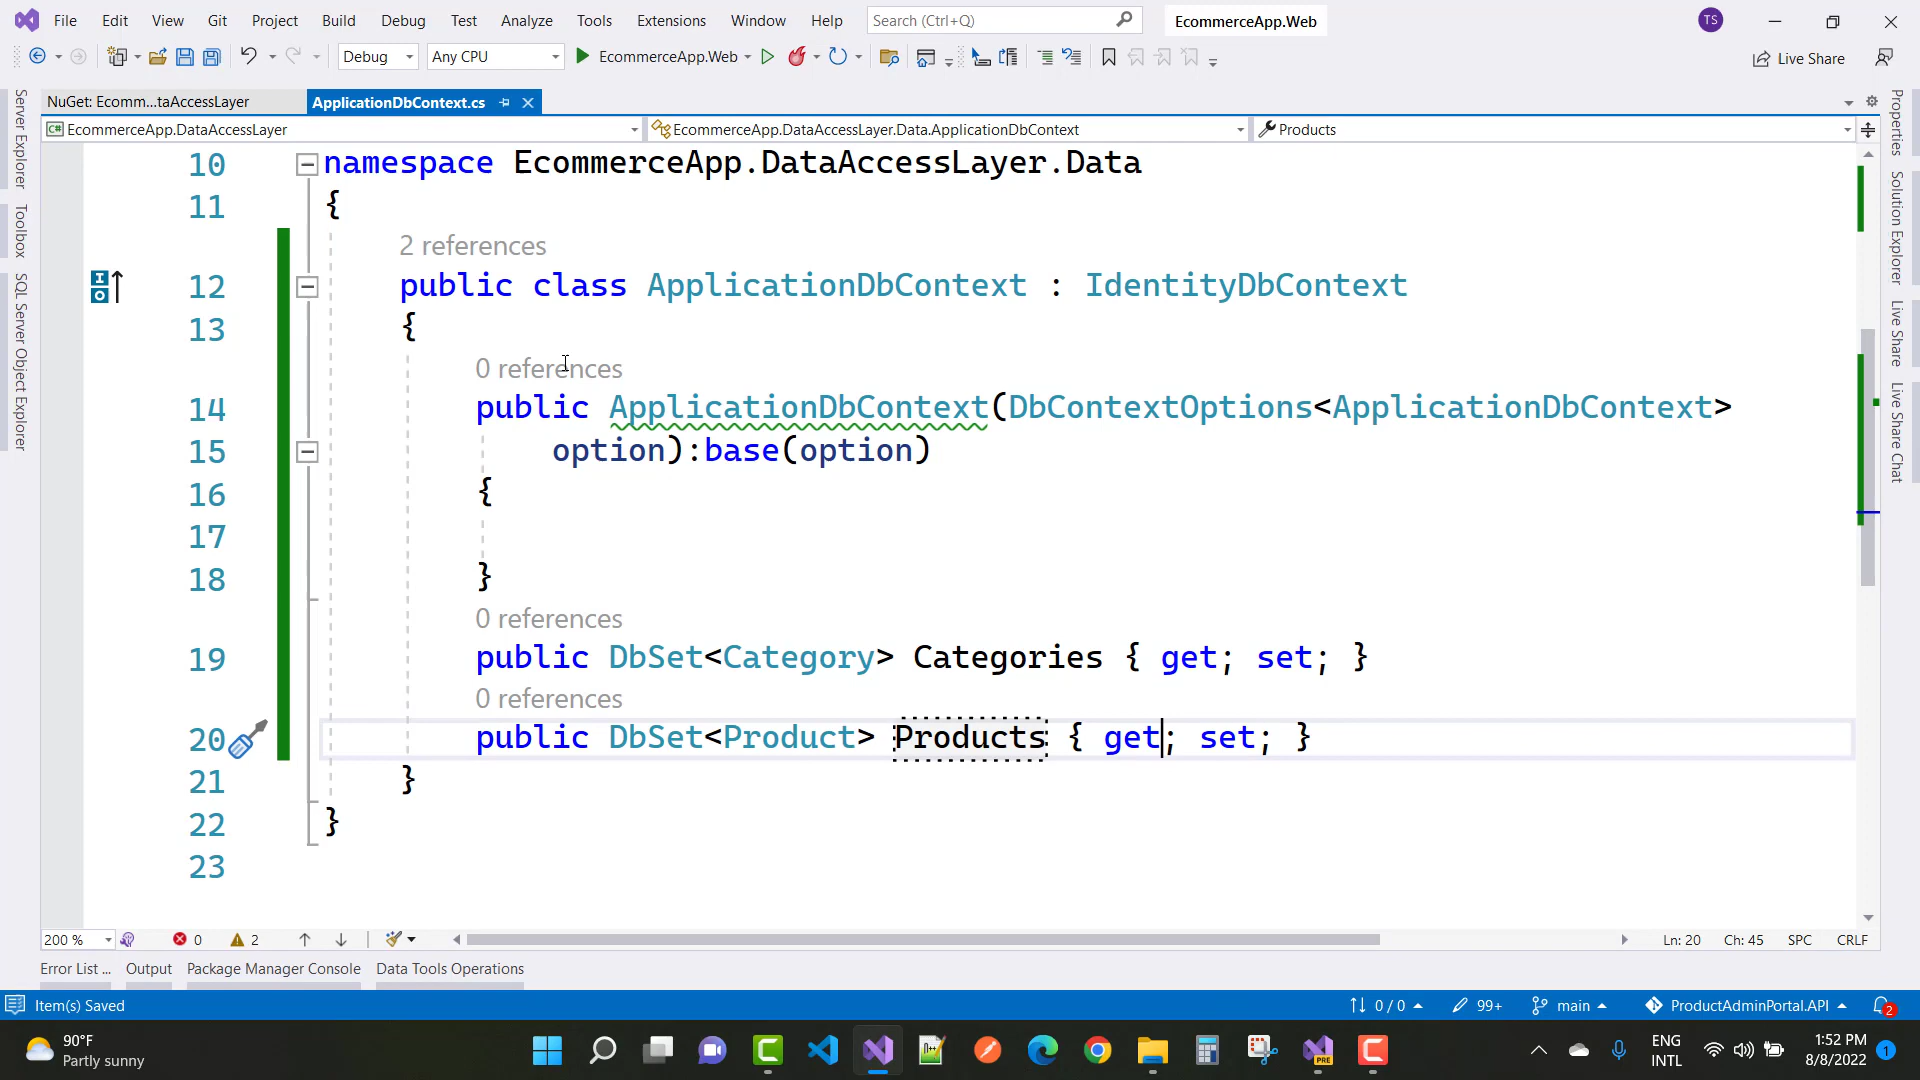 File Edit View Git Project Build Debug Test Analyze Tools Extensions Window Help Search (Ctrl+Q) EcommerceApp.Web TS
Debug Any CPU EcommerceApp.Web Live Share
NuGet: Ecomm...taAccessLayer ApplicationDbContext.cs
EcommerceApp.DataAccessLayer EcommerceApp.DataAccessLayer.Data.ApplicationDbContext Products
Server Explorer
Toolbox
SQL Server Object Explorer
10 namespace EcommerceApp.DataAccessLayer.Data
11 {
2 references
12 public class ApplicationDbContext : IdentityDbContext
13 {
0 references
14 public ApplicationDbContext(DbContextOptions<ApplicationDbContext>
15 option):base(option)
16 {
17
18 }
0 references
19 public DbSet<Category> Categories { get; set; }
0 references
20 public DbSet<Product> Products { get; set; }
21 }
22 }
23
Properties
Solution Explorer
Live Share
Live Share Chat
200 % 0 2 Ln: 20 Ch: 45 SPC CRLF
Error List ... Output Package Manager Console Data Tools Operations
Item(s) Saved 0 / 0 99+ main ProductAdminPortal.API 2
90°F
Partly sunny
PRE
ENG
INTL
1:52 PM
8/8/2022
1